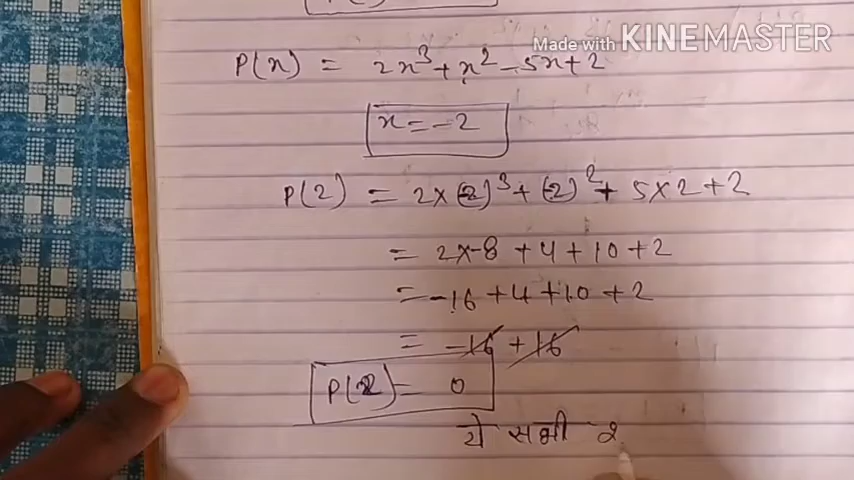 Made with KINEMASTER
P(x) = 2x³ + x² - 5x + 2
x = -2
P(2) = 2×(-2)³ + (-2)² + 5×2 + 2
= 2×-8 + 4 + 10 + 2
= -16 + 4 + 10 + 2
= -16 + 16
P(2) = 0
ये सभी